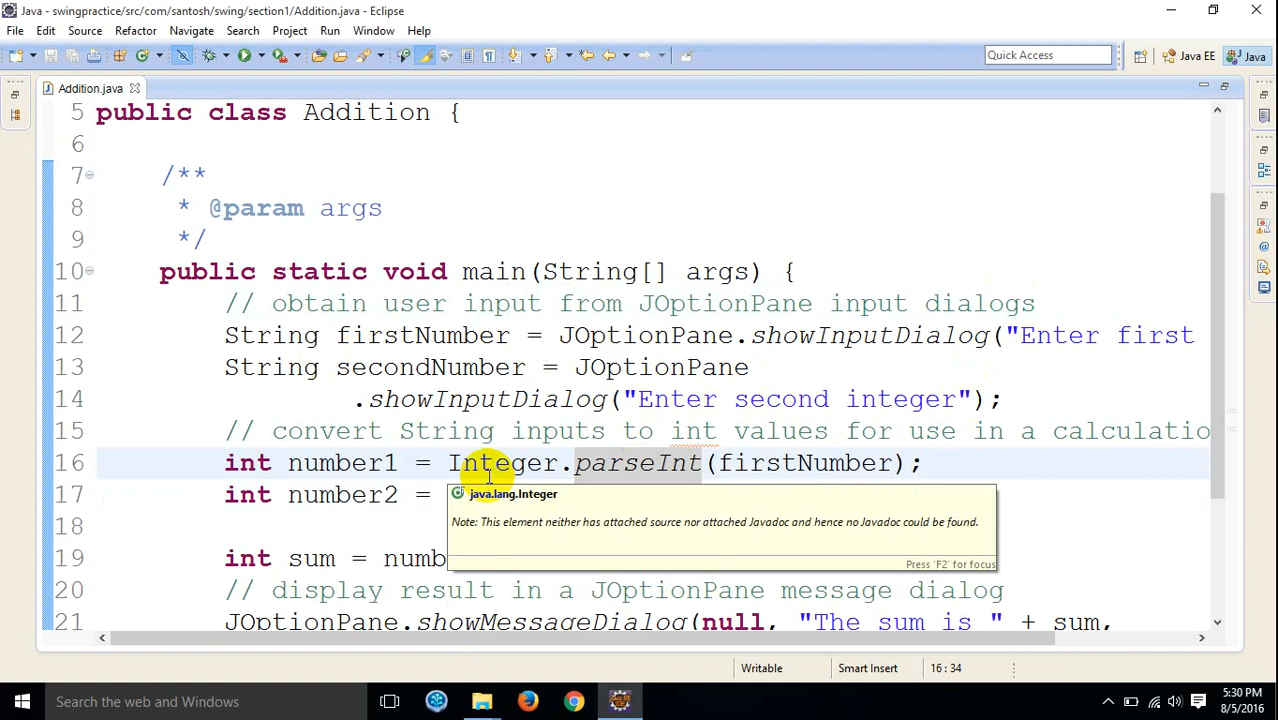 Java - swingpractice/src/com/santosh/swing/section1/Addition.java - Eclipse
File Edit Source Refactor Navigate Search Project Run Window Help
Quick Access
Java EE
Java
Addition.java
5 public class Addition {
6
7 /**
8 * @param args
9 */
10 public static void main(String[] args) {
11 // obtain user input from JOptionPane input dialogs
12 String firstNumber = JOptionPane.showInputDialog("Enter first
13 String secondNumber = JOptionPane
14 .showInputDialog("Enter second integer");
15 // convert String inputs to int values for use in a calculatio
16 int number1 = Integer.parseInt(firstNumber);
17 int number2 =
java.lang.Integer
Note: This element neither has attached source nor attached Javadoc and hence no Javadoc could be found.
Press 'F2' for focus
18
19 int sum = numb
20 // display result in a JOptionPane message dialog
21 JOptionPane.showMessageDialog(null, "The sum is " + sum,
Writable Smart Insert 16 : 34
Search the web and Windows
5:30 PM
8/5/2016